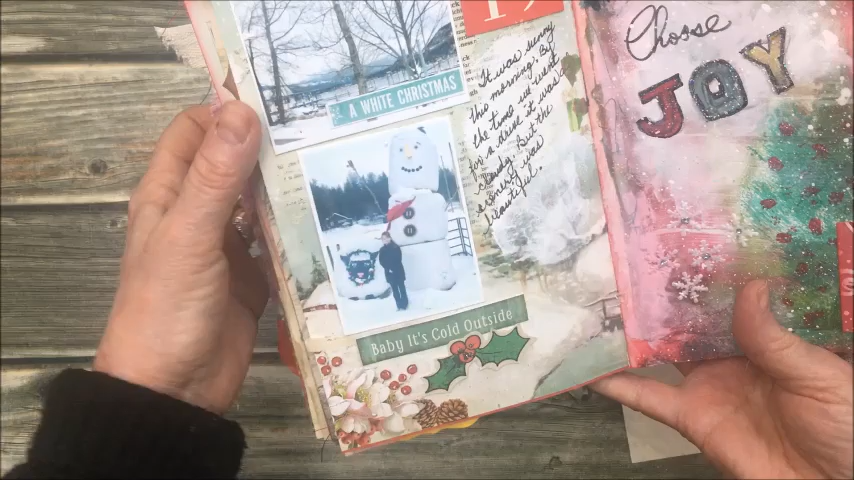 A WHITE CHRISTMAS
19
It was sunny
this morning. By
the time we went
for a drive it was
cloudy. But the
scenery was
beautiful.
Baby It's Cold Outside
Choose
JOY